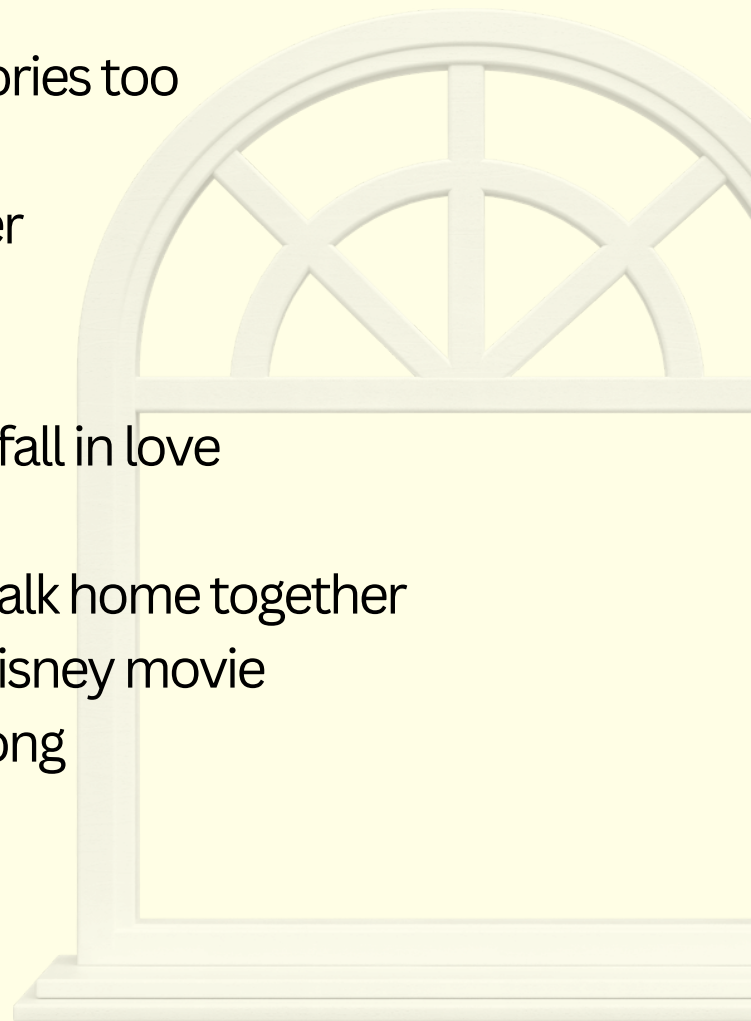 ories too
er
fall in love
alk home together
isney movie
ong